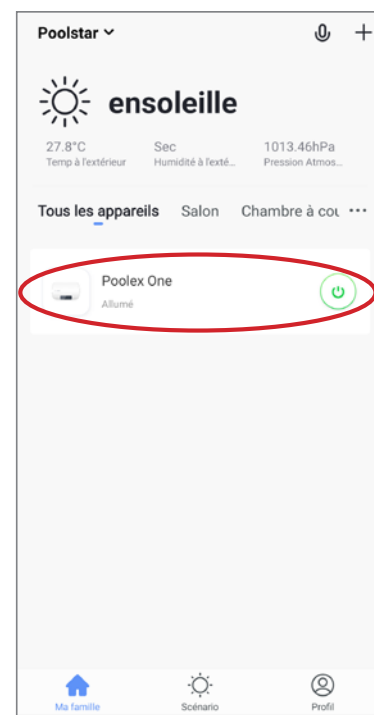 Poolstar
ensoleille
27.8°C Sec 1013.46hPa
Temp à l'extérieur Humidité à l'exté... Pression Atmos...
Tous les appareils Salon Chambre à cou
Poolex One
Allumé
Ma famille Scénario Profil